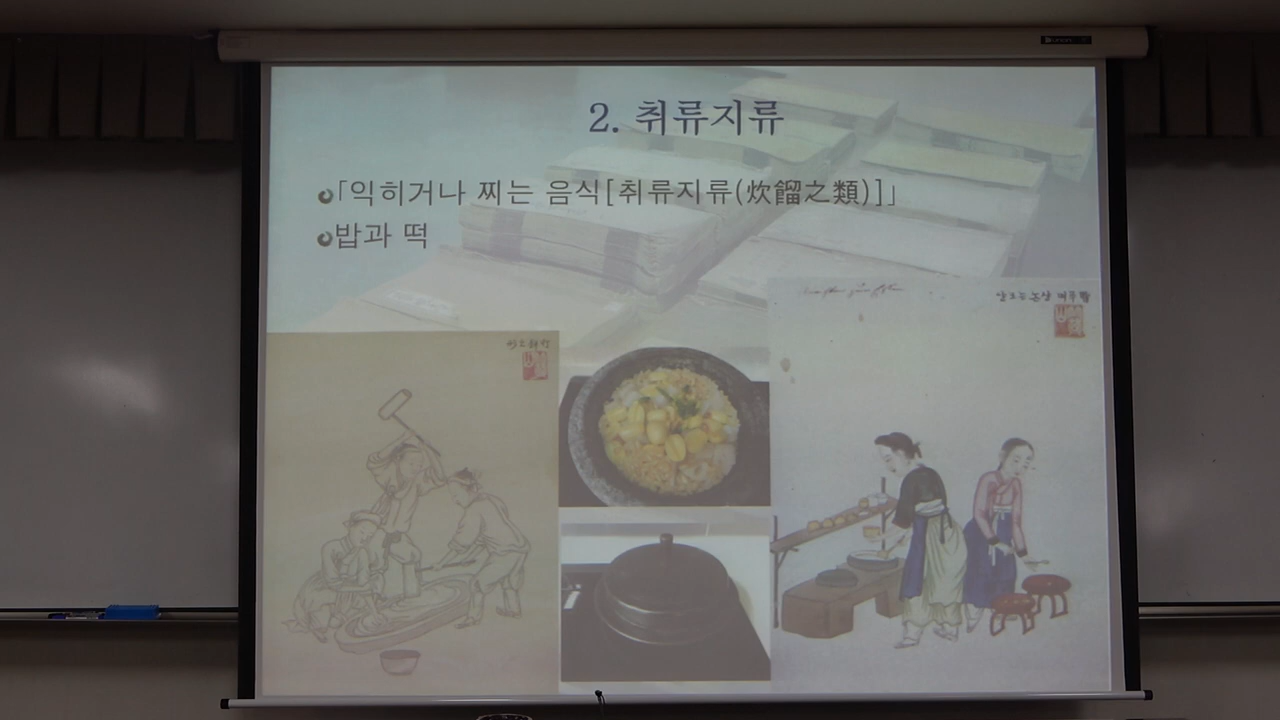 2. 취류지류
「익히거나 찌는 음식[취류지류(炊餾之類)]」
밥과 떡